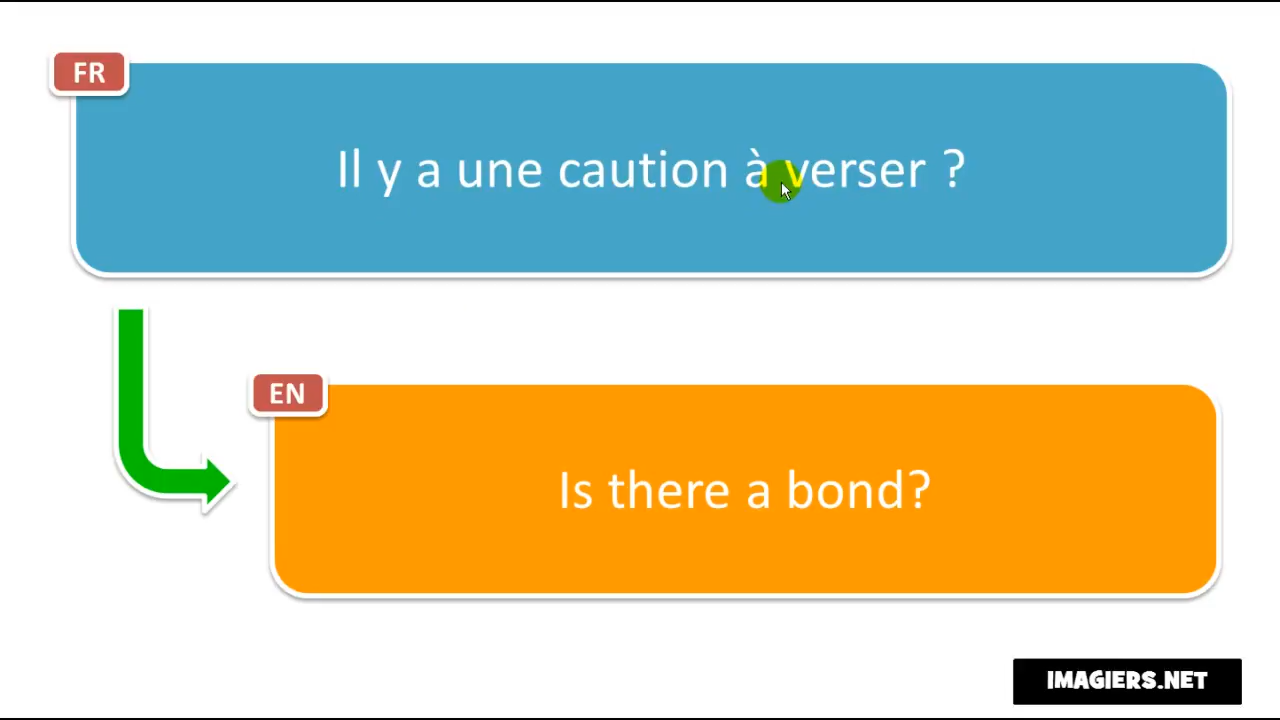 FR
Il y a une caution à verser ?
EN
Is there a bond?
IMAGIERS.NET